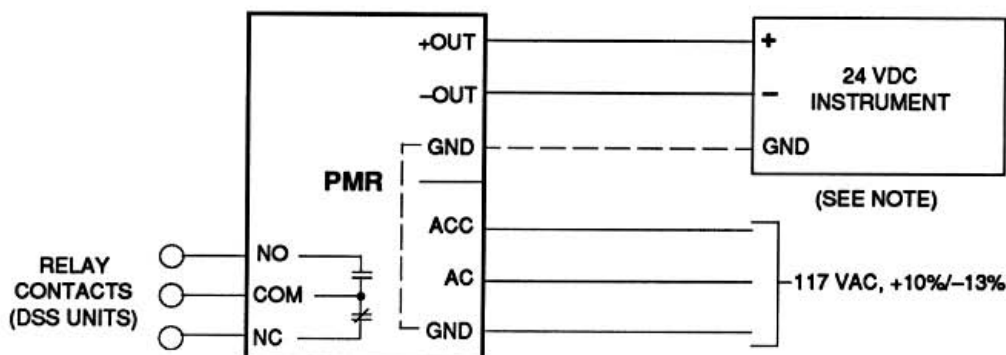 +OUT
–OUT
GND
PMR
ACC
AC
GND
NO
COM
NC
RELAY
CONTACTS
(DSS UNITS)
+
24 VDC
INSTRUMENT
–
GND
(SEE NOTE)
117 VAC, +10%/–13%